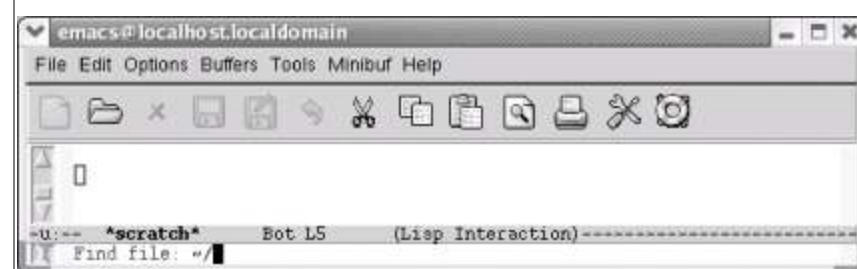 emacs@localhost.localdomain
File Edit Options Buffers Tools Minibuf Help
-u:-- *scratch* Bot L5 (Lisp Interaction)--------------------------
Find file: ~/